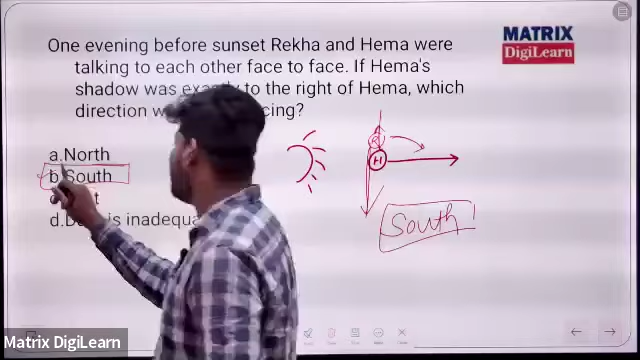 One evening before sunset Rekha and Hema were
talking to each other face to face. If Hema's
shadow was to the right of Hema, which
direction
a.North
b.South
d. is
MATRIX
DigiLearn
R
H
South
Matrix DigiLearn